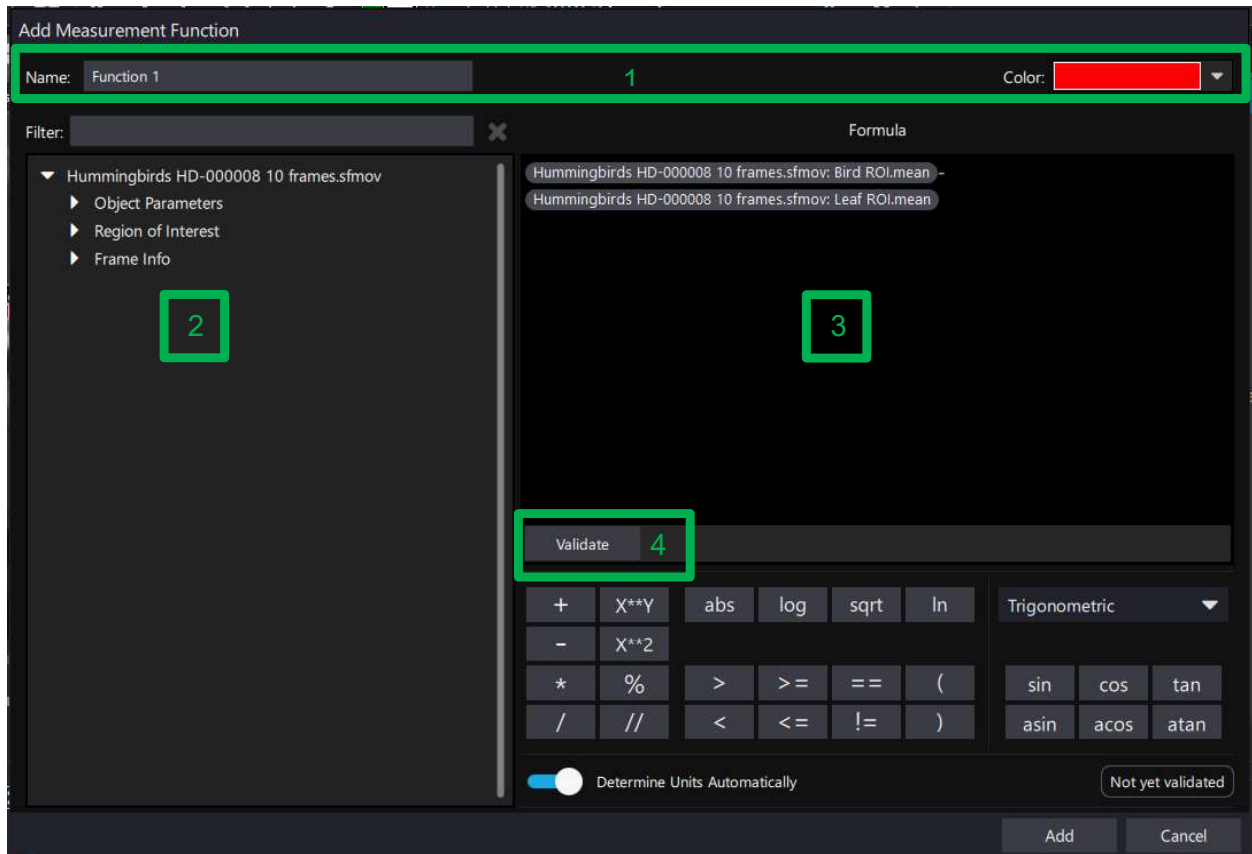 Add Measurement Function
Name: Function 1 1 Color:
Filter: Formula
Hummingbirds HD-000008 10 frames.sfmov
Object Parameters
Region of Interest
Frame Info
2
Hummingbirds HD-000008 10 frames.sfmov: Bird ROI.mean -
Hummingbirds HD-000008 10 frames.sfmov: Leaf ROI.mean
3
Validate 4
+ X**Y abs log sqrt ln Trigonometric
- X**2
* % > >= == ( sin cos tan
/ // < <= != ) asin acos atan
Determine Units Automatically Not yet validated
Add Cancel